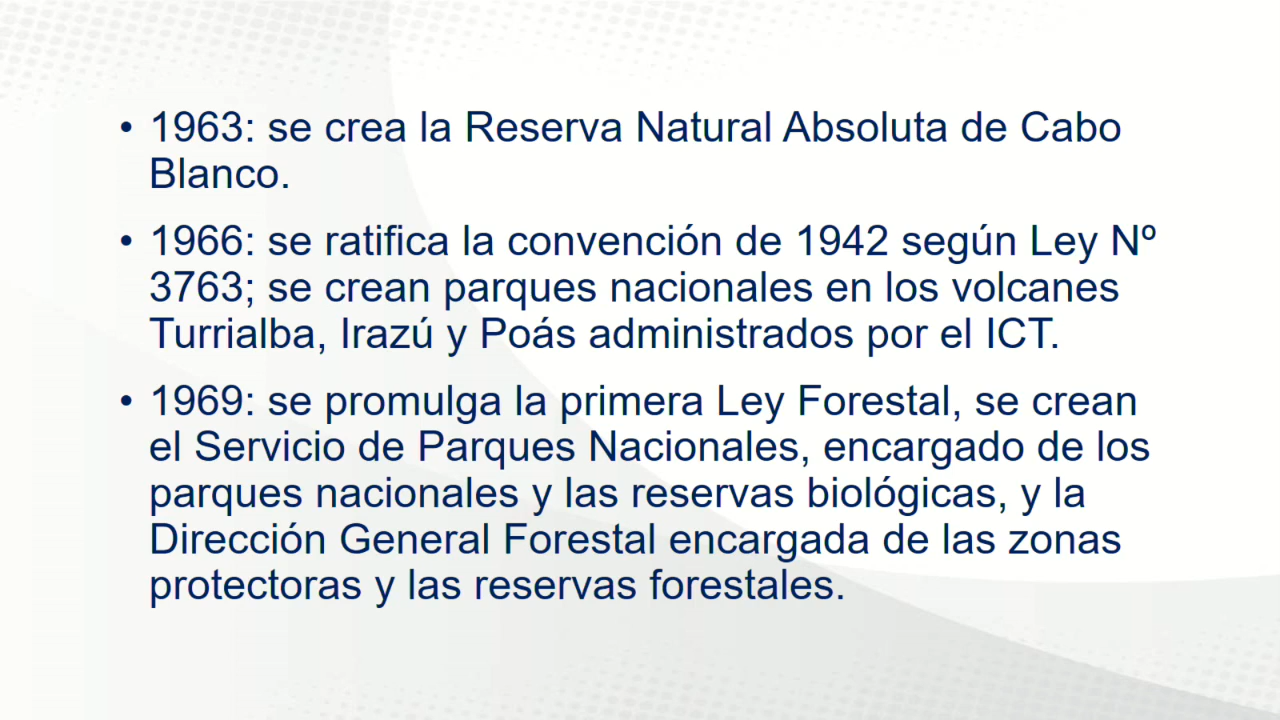 • 1963: se crea la Reserva Natural Absoluta de Cabo
Blanco.
• 1966: se ratifica la convención de 1942 según Ley Nº
3763; se crean parques nacionales en los volcanes
Turrialba, Irazú y Poás administrados por el ICT.
• 1969: se promulga la primera Ley Forestal, se crean
el Servicio de Parques Nacionales, encargado de los
parques nacionales y las reservas biológicas, y la
Dirección General Forestal encargada de las zonas
protectoras y las reservas forestales.